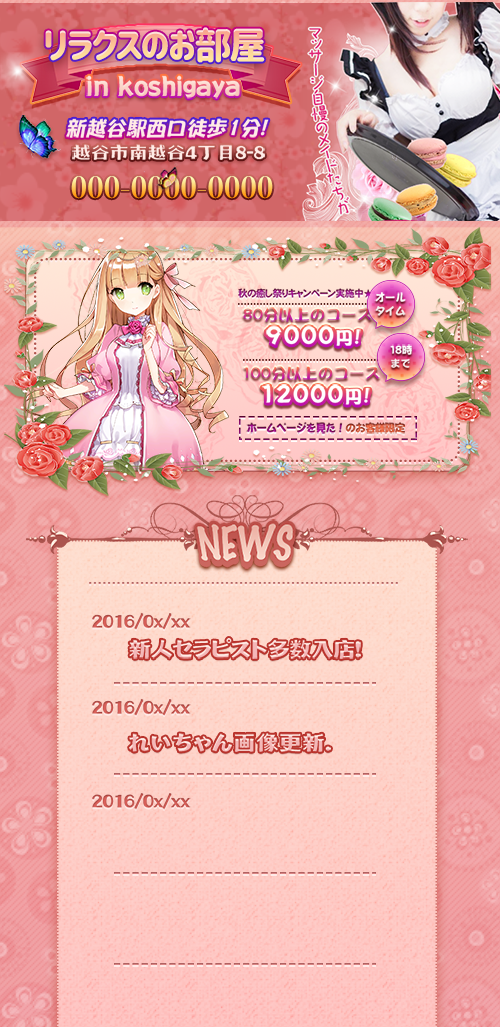 リラクスのお部屋
in koshigaya
新越谷駅西口徒歩1分!
越谷市南越谷4丁目8-8
000-0000-0000
マッサージ自慢のメイドたちが
秋の癒し祭りキャンペーン実施中★
80分以上のコース
9000円!
オール
タイム
100分以上のコース
12000円!
18時
まで
ホームページを見た!のお客様限定
NEWS
2016/0x/xx
新人セラピスト多数入店!
2016/0x/xx
れいちゃん画像更新.
2016/0x/xx